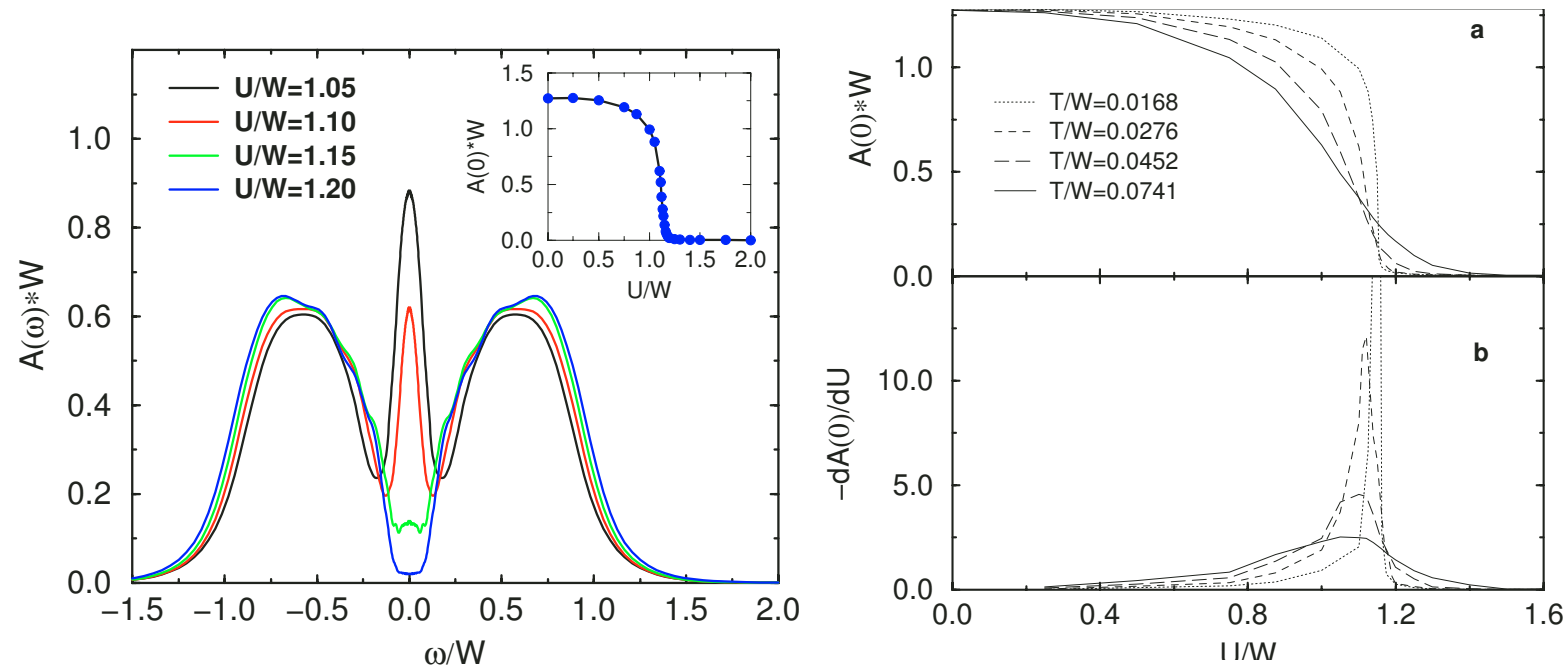 U/W=1.05
U/W=1.10
U/W=1.15
U/W=1.20
A(ω)*W
1.0
0.8
0.6
0.4
0.2
0.0
−1.5 −1.0 −0.5 0.0 0.5 1.0 1.5 2.0
ω/W
A(0)*W
1.5
1.0
0.5
0.0
0.0 0.5 1.0 1.5 2.0
U/W
a
A(0)*W
1.0
0.5
0.0
T/W=0.0168
T/W=0.0276
T/W=0.0452
T/W=0.0741
b
−dA(0)/dU
10.0
5.0
0.0
0.0 0.4 0.8 1.2 1.6
U/W